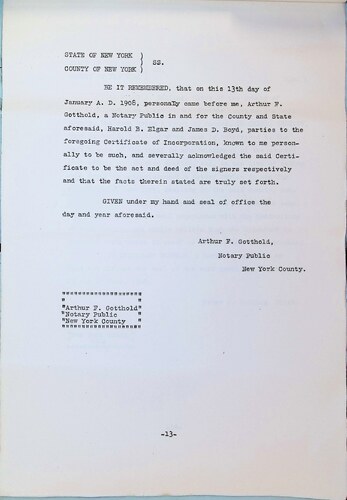 STATE OF NEW YORK )
) SS.
COUNTY OF NEW YORK )
BE IT REMEMBERED, that on this 13th day of
January A. D. 1906, personally came before me, Arthur F.
Gotthold, a Notary Public in and for the County and State
aforesaid, Harold B. Elgar and James D. Boyd, parties to the
foregoing Certificate of Incorporation, known to me person-
ally to be much, and severally acknowledged the said Certi-
ficate to be the act and deed of the signers respectively
and that the facts therein stated are truly set forth.
GIVEN under my hand and seal of office the
day and year aforesaid.
Arthur F. Gotthold,
Notary Public
New York County.
"""""""""""""""""""
" "
"Arthur F. Gotthold"
"Notary Public "
"New York County "
"""""""""""""""""""
-13-